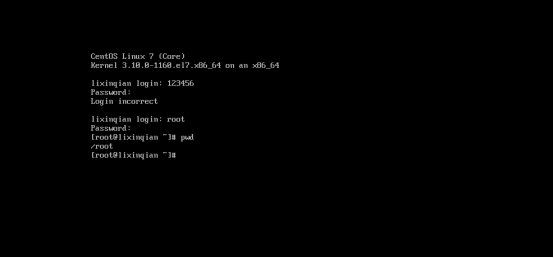 CentOS Linux 7 (Core)
Kernel 3.10.0-1160.el7.x86_64 on an x86_64
lixinqian login: 123456
Password:
Login incorrect
lixinqian login: root
Password:
[root@lixinqian ~]# pwd
/root
[root@lixinqian ~]#